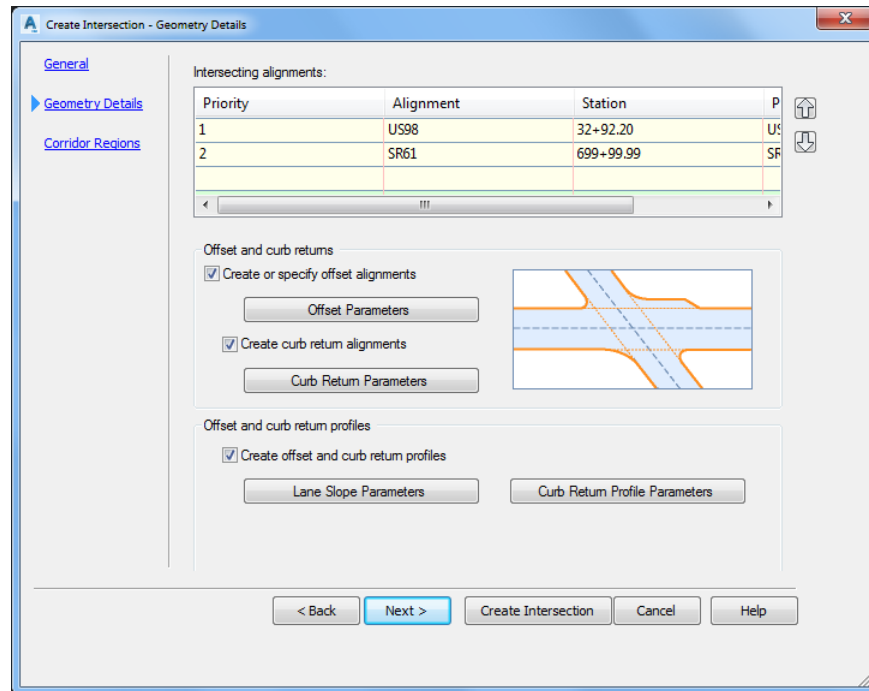 Create Intersection - Geometry Details
General
Geometry Details
Corridor Regions
Intersecting alignments:
Priority Alignment Station P
1 US98 32+92.20 US
2 SR61 699+99.99 SR
Offset and curb returns
Create or specify offset alignments
Offset Parameters
Create curb return alignments
Curb Return Parameters
Offset and curb return profiles
Create offset and curb return profiles
Lane Slope Parameters Curb Return Profile Parameters
< Back Next > Create Intersection Cancel Help